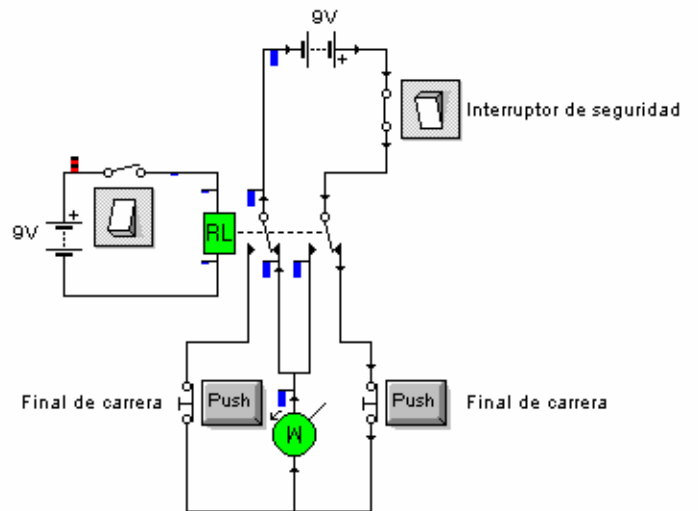 9V
+
Interruptor de seguridad
+
9V
RL
Final de carrera
Push
Push
Final de carrera
W